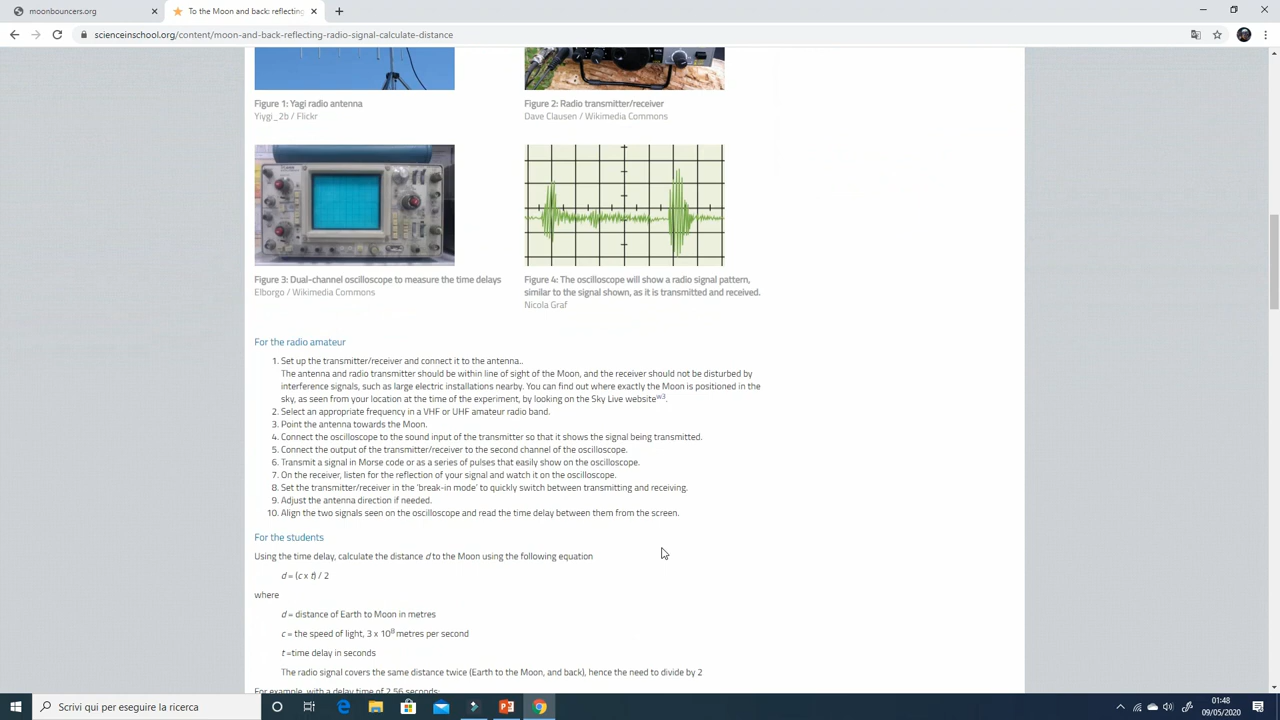 moonbouncers.org
To the Moon and back: reflecting
scienceinschool.org/content/moon-and-back-reflecting-radio-signal-calculate-distance
Figure 1: Yagi radio antenna
Yiygi_2b / Flickr
Figure 2: Radio transmitter/receiver
Dave Clausen / Wikimedia Commons
Figure 3: Dual-channel oscilloscope to measure the time delays
Elborgo / Wikimedia Commons
Figure 4: The oscilloscope will show a radio signal pattern,
similar to the signal shown, as it is transmitted and received.
Nicola Graf
For the radio amateur
1. Set up the transmitter/receiver and connect it to the antenna..
The antenna and radio transmitter should be within line of sight of the Moon, and the receiver should not be disturbed by
interference signals, such as large electric installations nearby. You can find out where exactly the Moon is positioned in the
sky, as seen from your location at the time of the experiment, by looking on the Sky Live websitew3.
2. Select an appropriate frequency in a VHF or UHF amateur radio band.
3. Point the antenna towards the Moon.
4. Connect the oscilloscope to the sound input of the transmitter so that it shows the signal being transmitted.
5. Connect the output of the transmitter/receiver to the second channel of the oscilloscope.
6. Transmit a signal in Morse code or as a series of pulses that easily show on the oscilloscope.
7. On the receiver, listen for the reflection of your signal and watch it on the oscilloscope.
8. Set the transmitter/receiver in the 'break-in mode' to quickly switch between transmitting and receiving.
9. Adjust the antenna direction if needed.
10. Align the two signals seen on the oscilloscope and read the time delay between them from the screen.
For the students
Using the time delay, calculate the distance d to the Moon using the following equation
d = (c x t) / 2
where
d = distance of Earth to Moon in metres
c = the speed of light, 3 x 10⁸ metres per second
t =time delay in seconds
The radio signal covers the same distance twice (Earth to the Moon, and back), hence the need to divide by 2
For example, with a delay time of 2.56 seconds:
Scrivi qui per eseguire la ricerca
01:48
09/05/2020